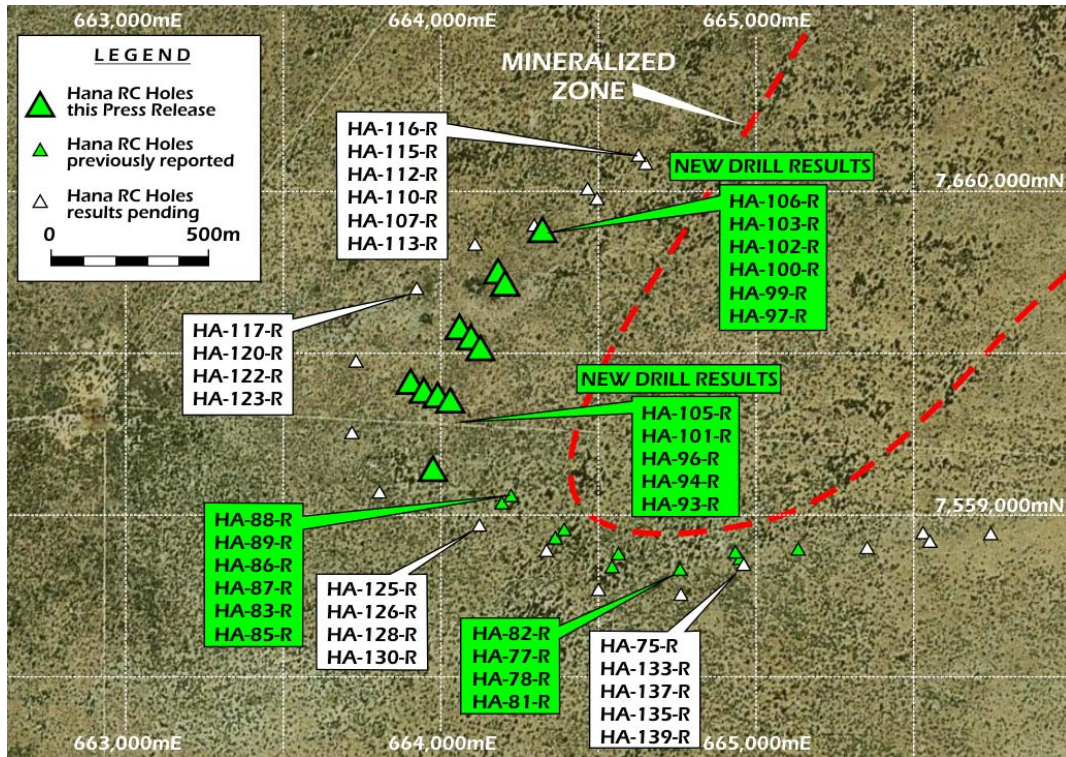 663,000mE
664,000mE
665,000mE
LEGEND
Hana RC Holes
this Press Release
Hana RC Holes
previously reported
Hana RC Holes
results pending
0
500m
MINERALIZED
ZONE
HA-116-R
HA-115-R
HA-112-R
HA-110-R
HA-107-R
HA-113-R
NEW DRILL RESULTS
HA-106-R
HA-103-R
HA-102-R
HA-100-R
HA-99-R
HA-97-R
7,660,000mN
HA-117-R
HA-120-R
HA-122-R
HA-123-R
NEW DRILL RESULTS
HA-105-R
HA-101-R
HA-96-R
HA-94-R
HA-93-R
7,559,000mN
HA-88-R
HA-89-R
HA-86-R
HA-87-R
HA-83-R
HA-85-R
HA-125-R
HA-126-R
HA-128-R
HA-130-R
HA-82-R
HA-77-R
HA-78-R
HA-81-R
HA-75-R
HA-133-R
HA-137-R
HA-135-R
HA-139-R
663,000mE
664,000mE
665,000mE